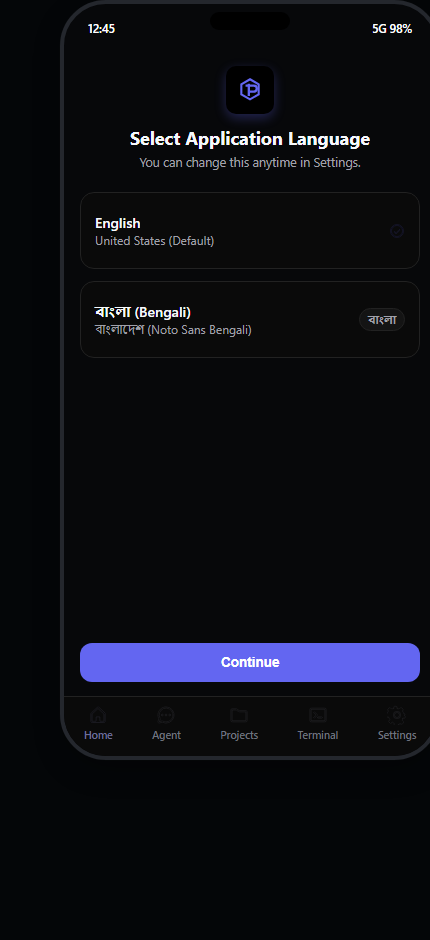 12:45
5G 98%
Select Application Language
You can change this anytime in Settings.
English
United States (Default)
বাংলা (Bengali)
বাংলাদেশ (Noto Sans Bengali)
বাংলা
Continue
Home
Agent
Projects
Terminal
Settings